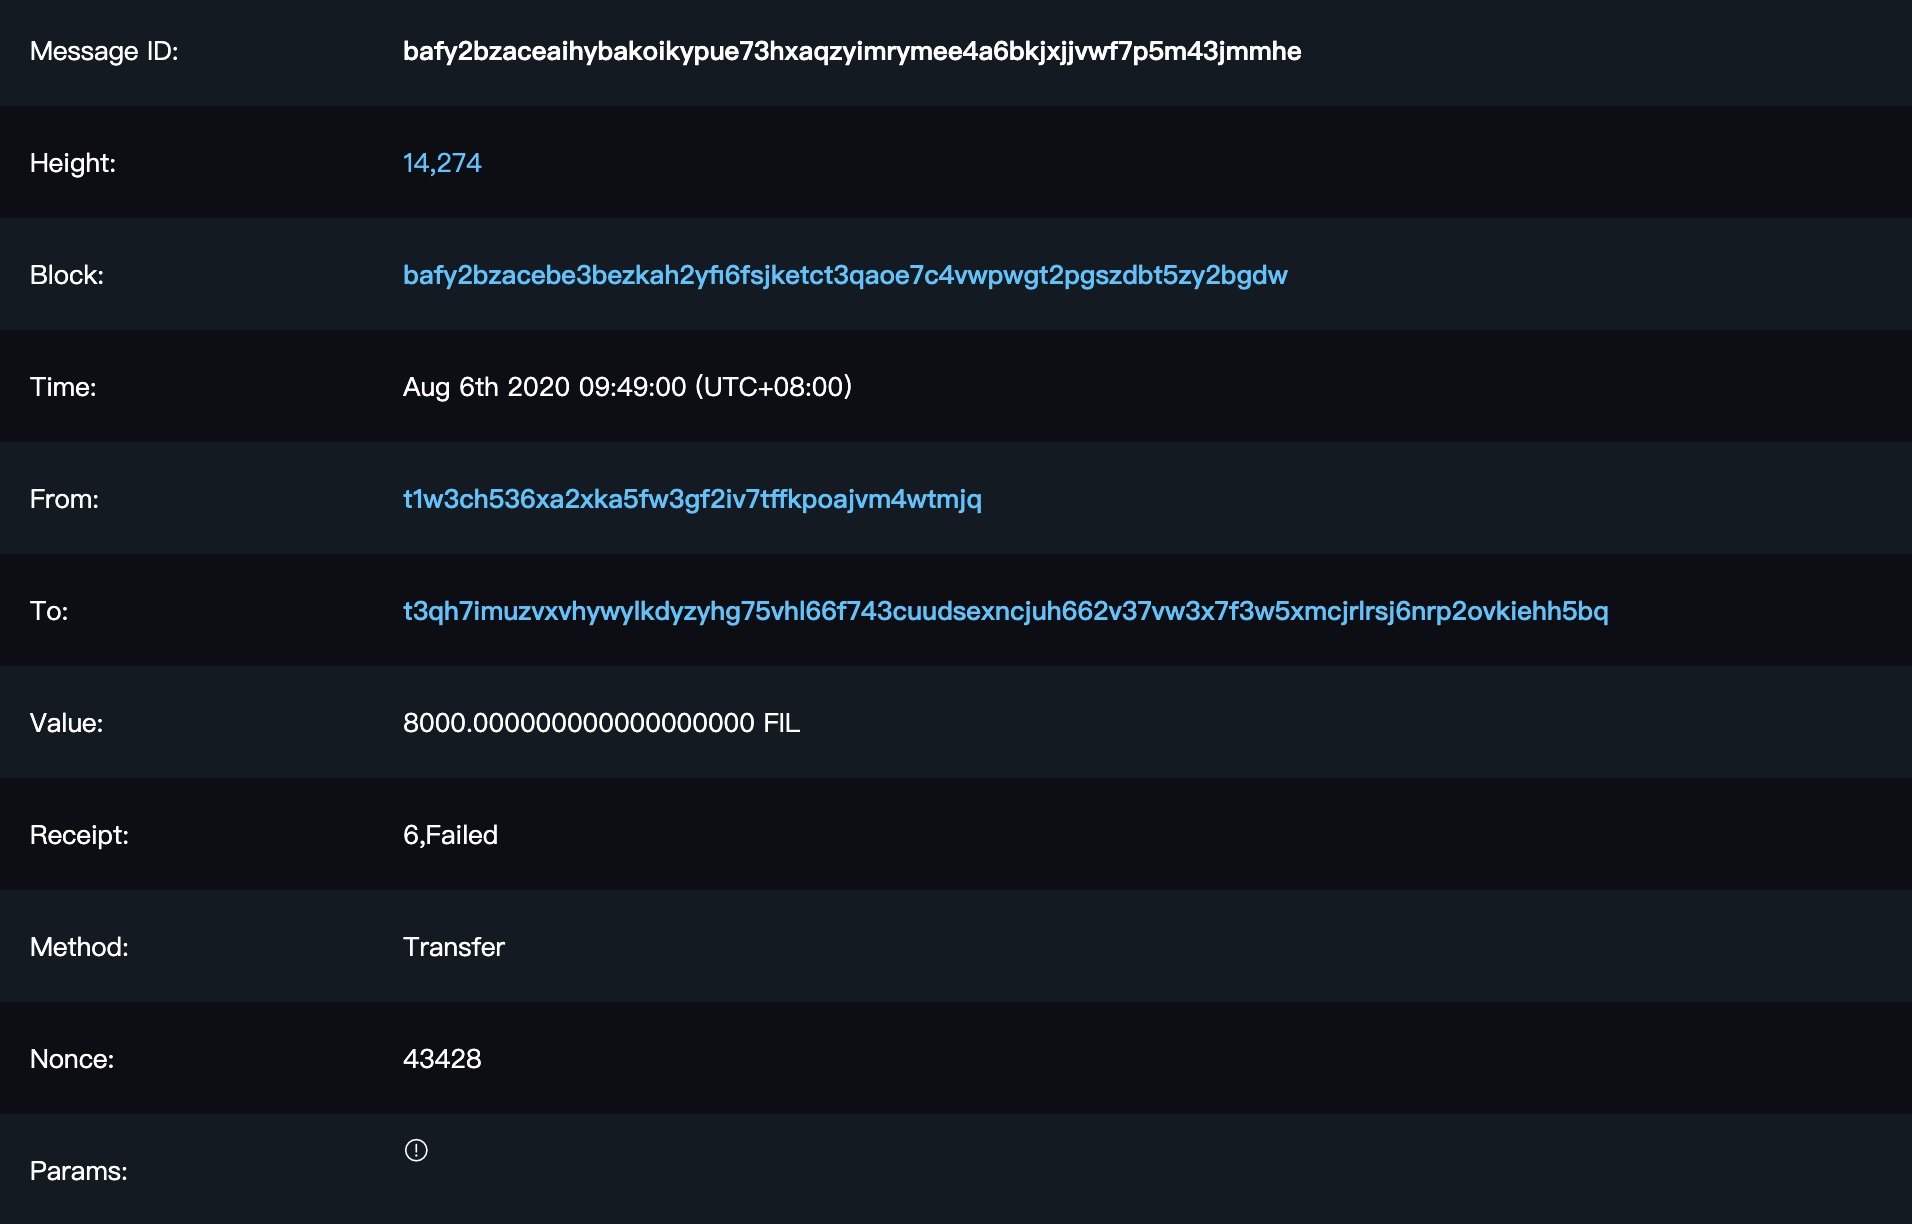 Message ID: bafy2bzaceaihybakoikypue73hxaqzyimrymee4a6bkjxjjvwf7p5m43jmmhe
Height: 14,274
Block: bafy2bzacebe3bezkah2yfi6fsjketct3qaoe7c4vwpwgt2pgszdbt5zy2bgdw
Time: Aug 6th 2020 09:49:00 (UTC+08:00)
From: t1w3ch536xa2xka5fw3gf2iv7tffkpoajvm4wtmjq
To: t3qh7imuzvxvhywylkdyzyhg75vhl66f743cuudsexncjuh662v37vw3x7f3w5xmcjrlrsj6nrp2ovkiehh5bq
Value: 8000.000000000000000000 FIL
Receipt: 6,Failed
Method: Transfer
Nonce: 43428
Params: